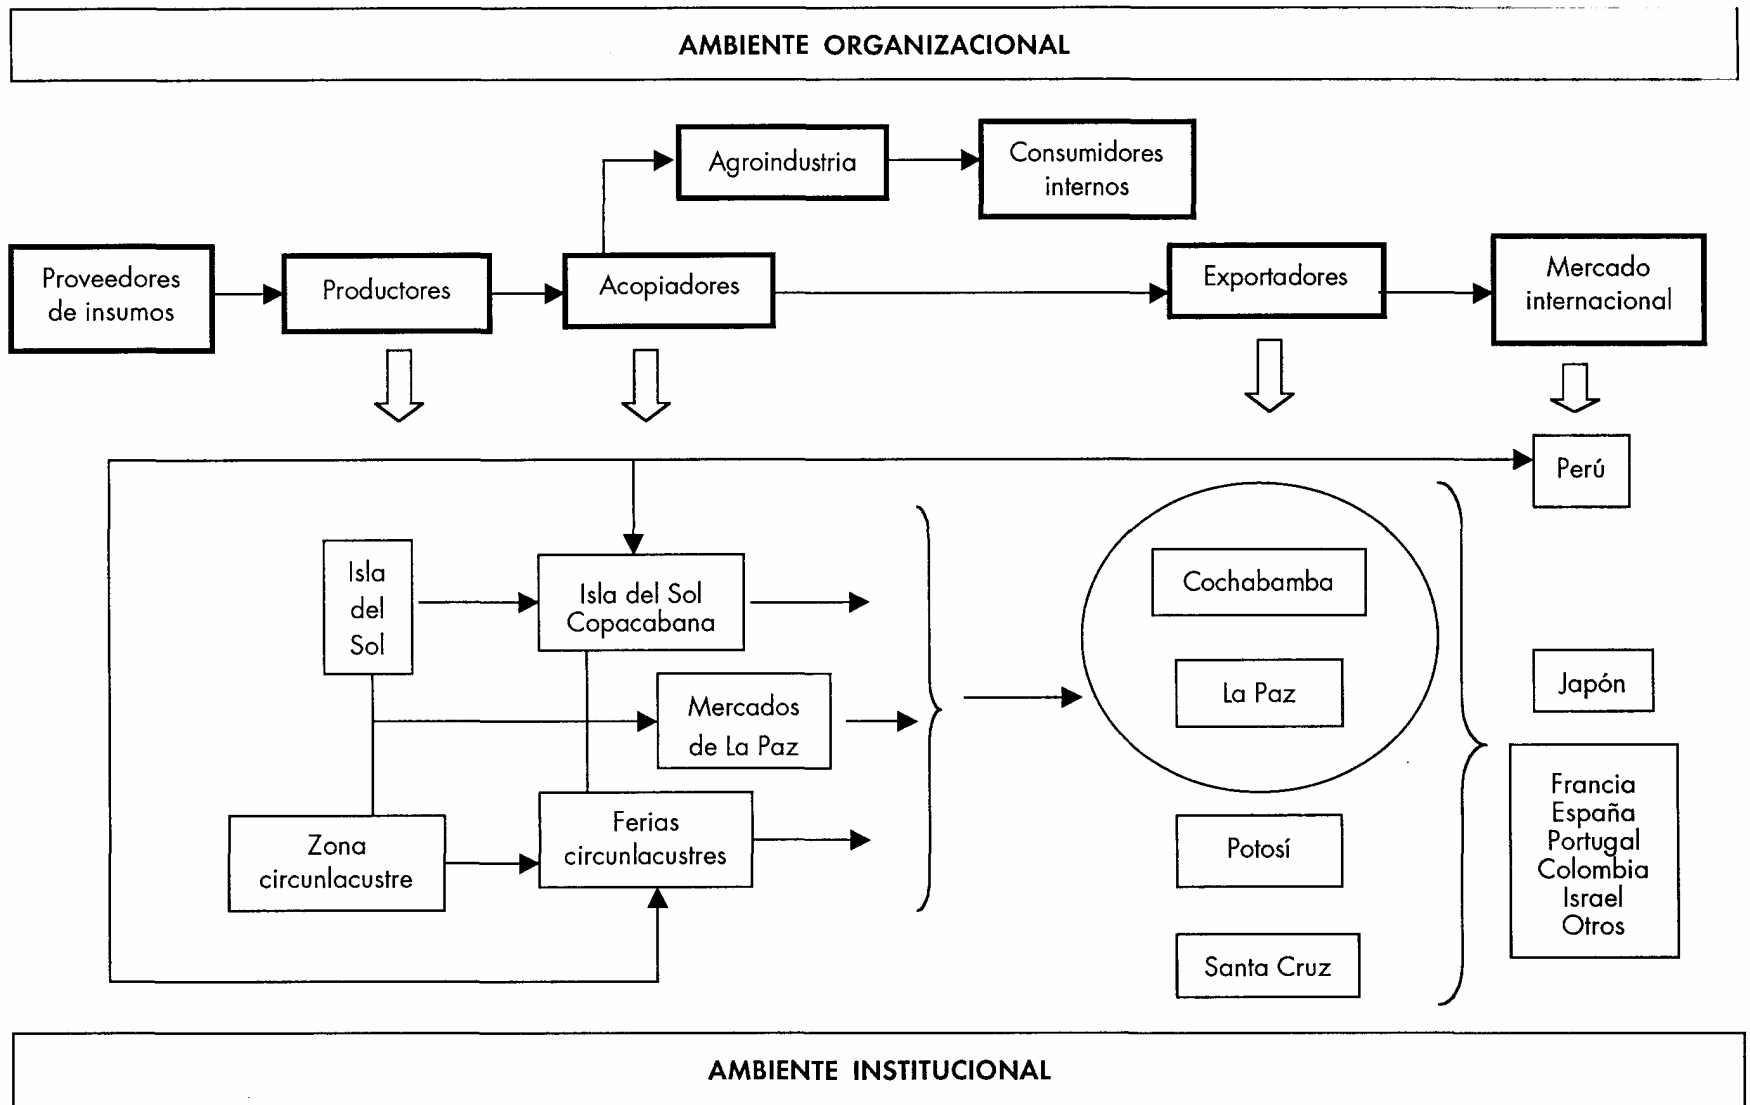 AMBIENTE ORGANIZACIONAL
Agroindustria
Consumidores
internos
Proveedores
de insumos
Productores
Acopiadores
Exportadores
Mercado
internacional
Perú
Isla
del
Sol
Isla del Sol
Copacabana
Mercados
de La Paz
Zona
circunlacustre
Ferias
circunlacustres
Cochabamba
La Paz
Potosí
Santa Cruz
Japón
Francia
España
Portugal
Colombia
Israel
Otros
AMBIENTE INSTITUCIONAL